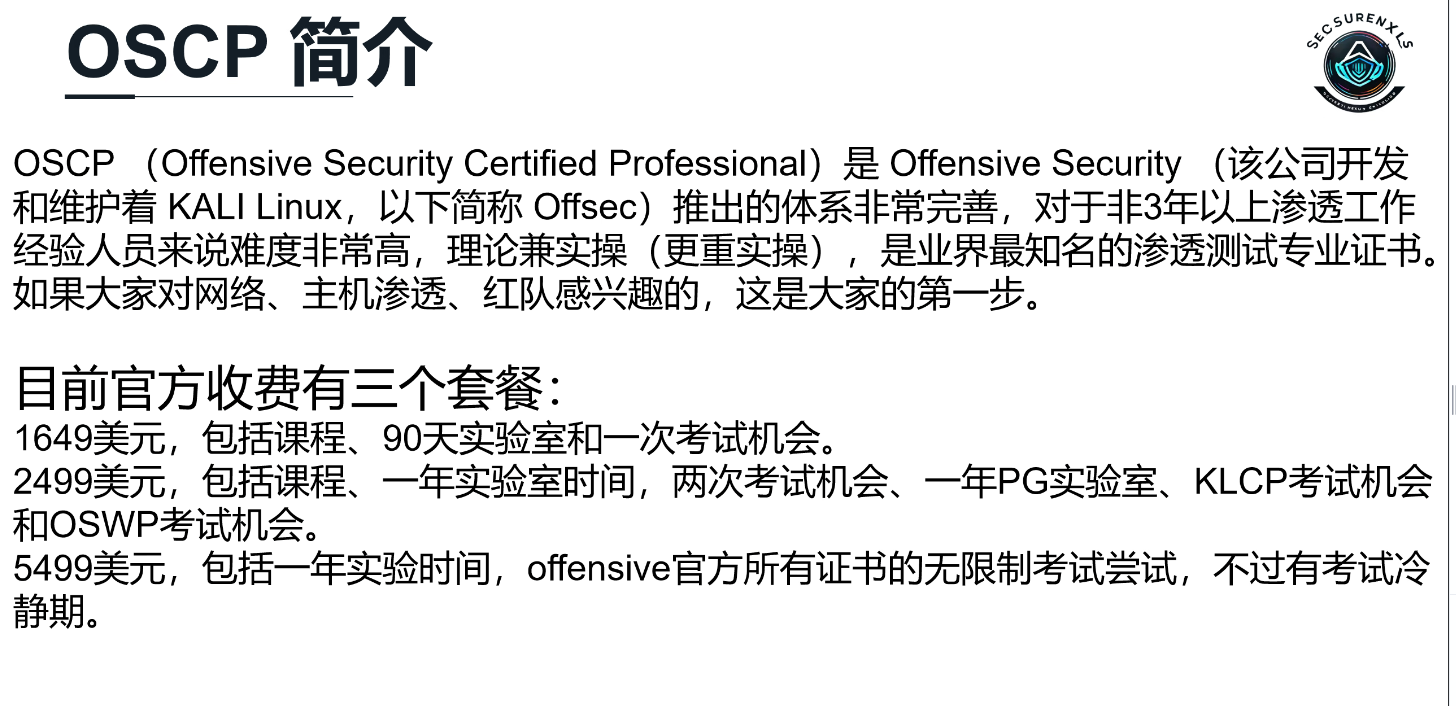 OSCP 简介
SECSURENXLS
OSCP （Offensive Security Certified Professional）是 Offensive Security （该公司开发
和维护着 KALI Linux，以下简称 Offsec）推出的体系非常完善，对于非3年以上渗透工作
经验人员来说难度非常高，理论兼实操（更重实操），是业界最知名的渗透测试专业证书。
如果大家对网络、主机渗透、红队感兴趣的，这是大家的第一步。
目前官方收费有三个套餐：
1649美元，包括课程、90天实验室和一次考试机会。
2499美元，包括课程、一年实验室时间，两次考试机会、一年PG实验室、KLCP考试机会
和OSWP考试机会。
5499美元，包括一年实验时间，offensive官方所有证书的无限制考试尝试，不过有考试冷
静期。